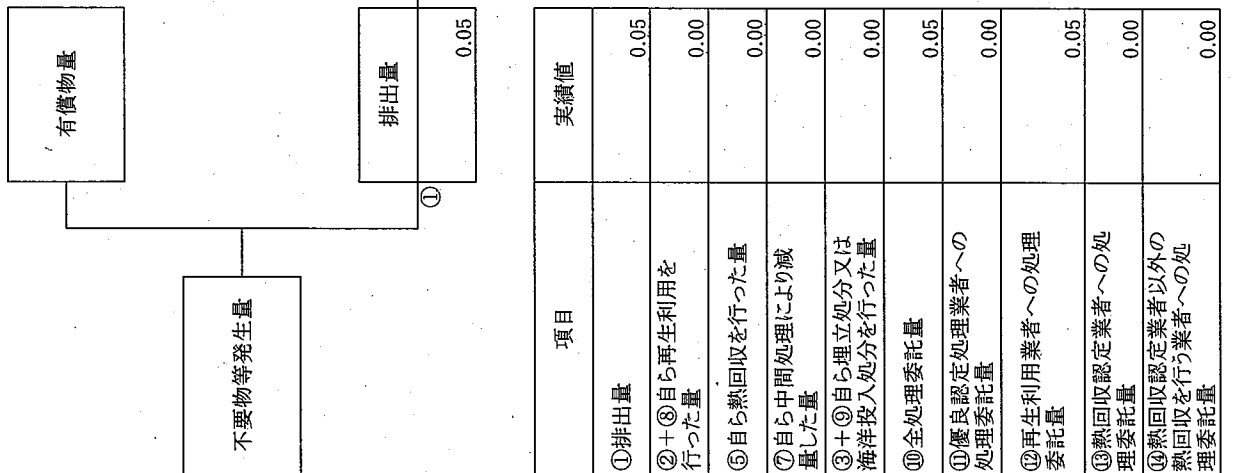 有償物量
不要物等発生量
①
排出量
0.05
項目
実績値
①排出量
0.05
②+⑧自ら再生利用を
行った量
0.00
⑤自ら熱回収を行った量
0.00
⑦自ら中間処理により減
量した量
0.00
③+⑨自ら埋立処分又は
海洋投入処分を行った量
0.00
⑩全処理委託量
0.05
⑪優良認定処理業者への
処理委託量
0.00
⑫再生利用業者への処理
委託量
0.05
⑬熱回収認定業者への処
理委託量
0.00
⑭熱回収認定業者以外の
熱回収を行う業者への処
理委託量
0.00